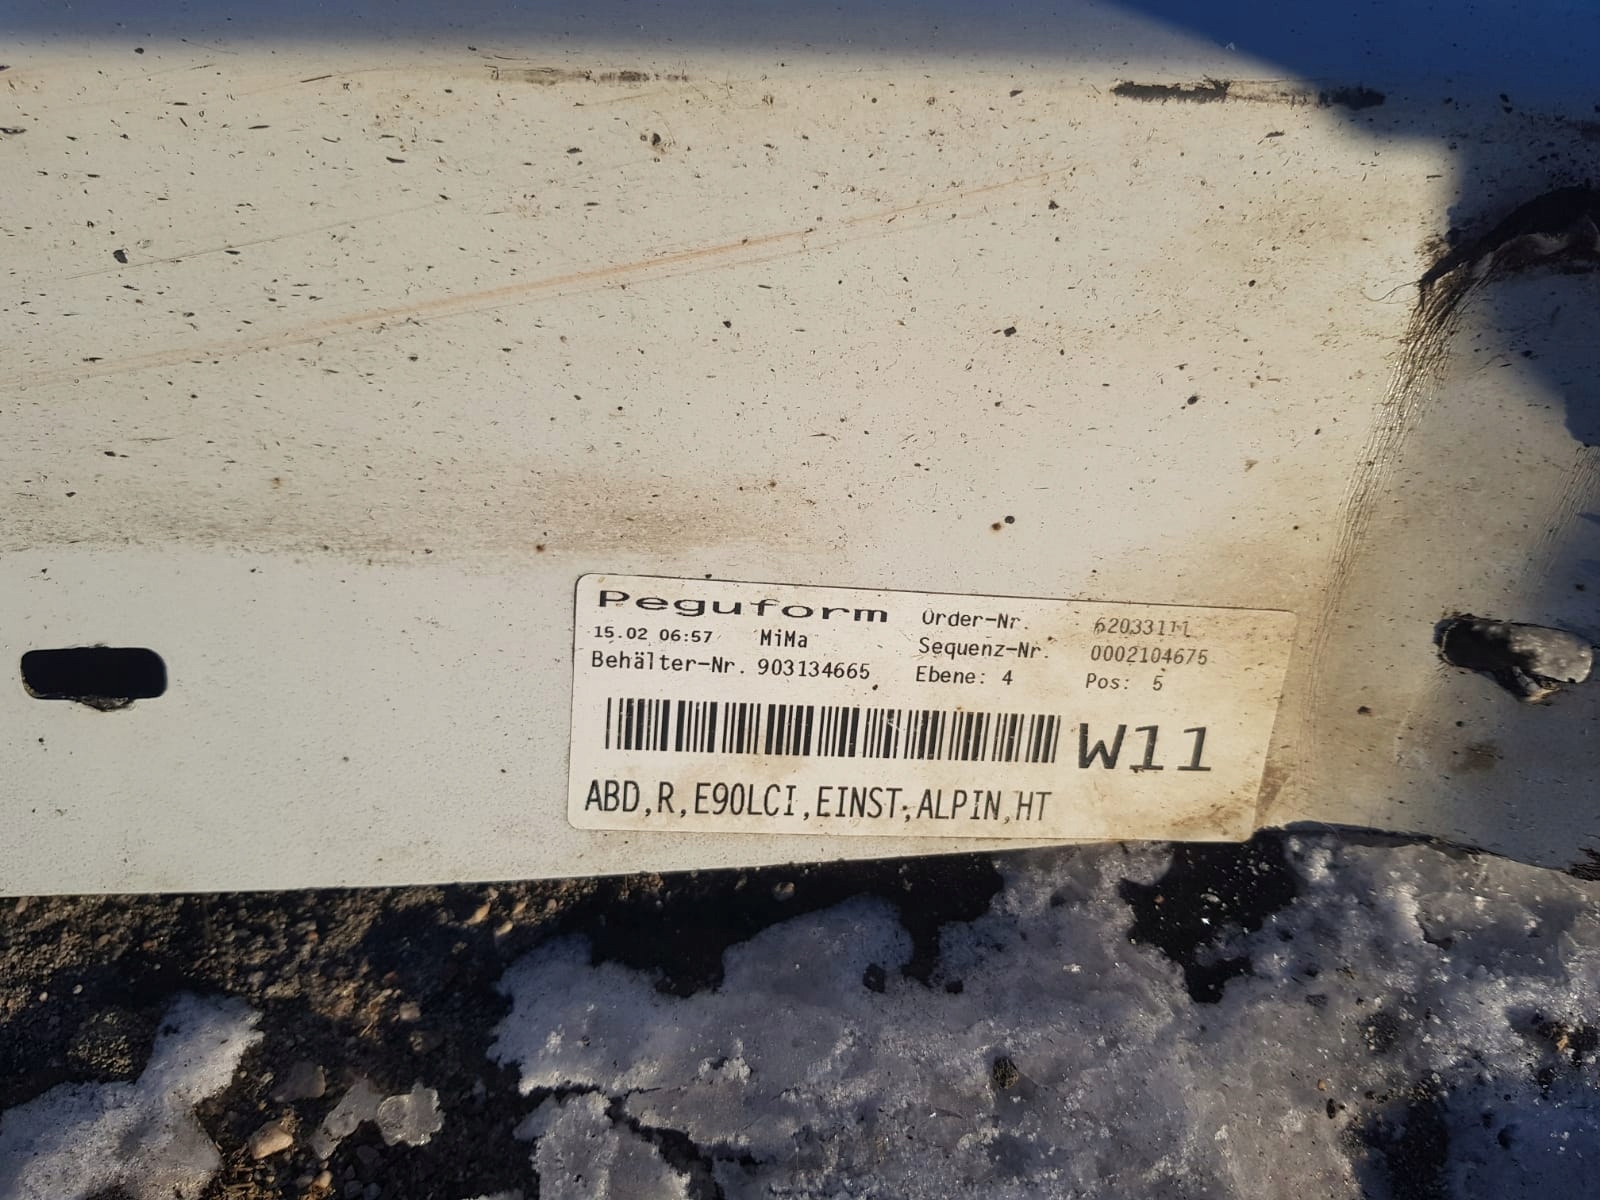 Peguform
15.02 06:57 MiMa
Behälter-Nr. 903134665
Order-Nr. 62033111
Sequenz-Nr. 0002104675
Ebene: 4 Pos: 5
W11
ABD,R,E90LCI,EINST.,ALPIN,HT